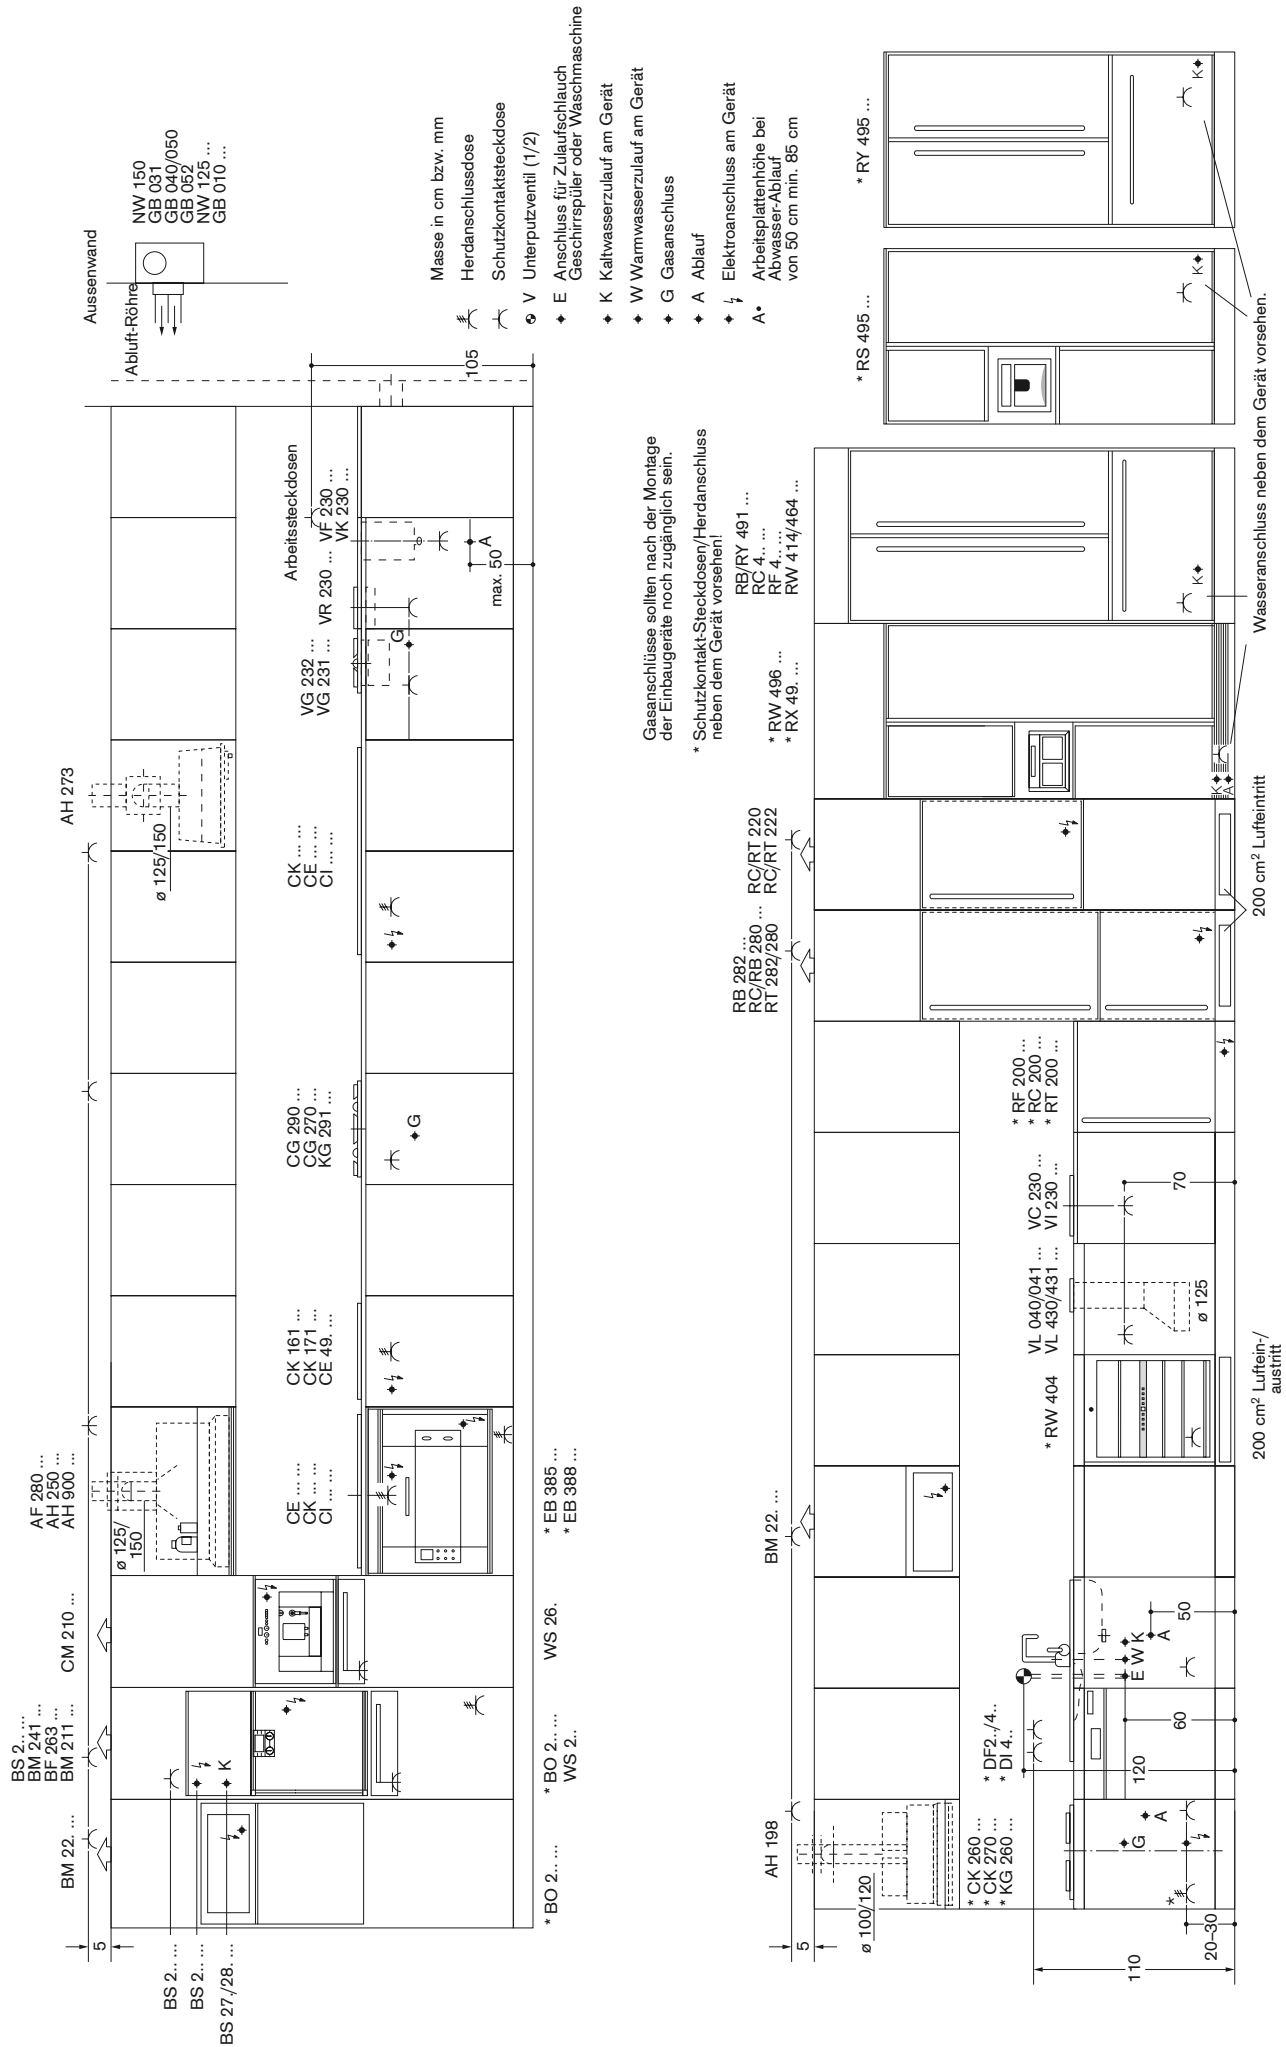 Aussenwand
Abluft-Röhre
NW 150
GB 031
GB 040/050
GB 052
NW 125 ...
GB 010 ...
AH 273
ø 125/150
AF 280 ...
AH 250 ...
AH 900 ...
ø 125/
150
CM 210 ...
BS 2.. ...
BM 241 ...
BF 263 ...
BM 211 ...
BM 22. ...
5
BS 2.. ...
BS 2.. ...
BS 27./28. ...
K
CE ... ...
CK ... ...
CI ... ...
CK 161 ...
CK 171 ...
CE 49. ...
CG 290 ...
CG 270 ...
KG 291 ...
G
CK ... ...
CE ... ...
CI ... ...
VG 232 ...
VG 231 ...
G
VR 230 ...
Arbeitssteckdosen
VF 230 ...
VK 230 ...
A
max. 50
105
* BO 2.. ...
* BO 2.. ...
WS 2..
WS 26.
* EB 385 ...
* EB 388 ...
Masse in cm bzw. mm
Herdanschlussdose
Schutzkontaktsteckdose
V Unterputzventil (1/2)
E Anschluss für Zulaufschlauch
Geschirrspüler oder Waschmaschine
K Kaltwasserzulauf am Gerät
W Warmwasserzulauf am Gerät
G Gasanschluss
A Ablauf
Elektroanschluss am Gerät
A• Arbeitsplattenhöhe bei
Abwasser-Ablauf
von 50 cm min. 85 cm
Gasanschlüsse sollten nach der Montage
der Einbaugeräte noch zugänglich sein.
* Schutzkontakt-Steckdosen/Herdanschluss
neben dem Gerät vorsehen!
AH 198
ø 100/120
5
* CK 260 ...
* CK 270 ...
* KG 260 ...
G
A
*
20–30
110
* DF2../4..
* DI 4..
120
60
E W K
A
50
BM 22. ...
* RW 404
200 cm² Luftein-/
austritt
VL 040/041 ...
VL 430/431 ...
ø 125
VC 230 ...
VI 230 ...
70
* RF 200 ...
* RC 200 ...
* RT 200 ...
RB 282 ...
RC/RB 280 ...
RT 282/280
RC/RT 220
RC/RT 222
200 cm² Lufteintritt
* RW 496 ...
* RX 49. ...
K
A
RB/RY 491 ...
RC 4.. ...
RF 4.. ...
RW 414/464 ...
K
* RS 495 ...
K
* RY 495 ...
K
Wasseranschluss neben dem Gerät vorsehen.